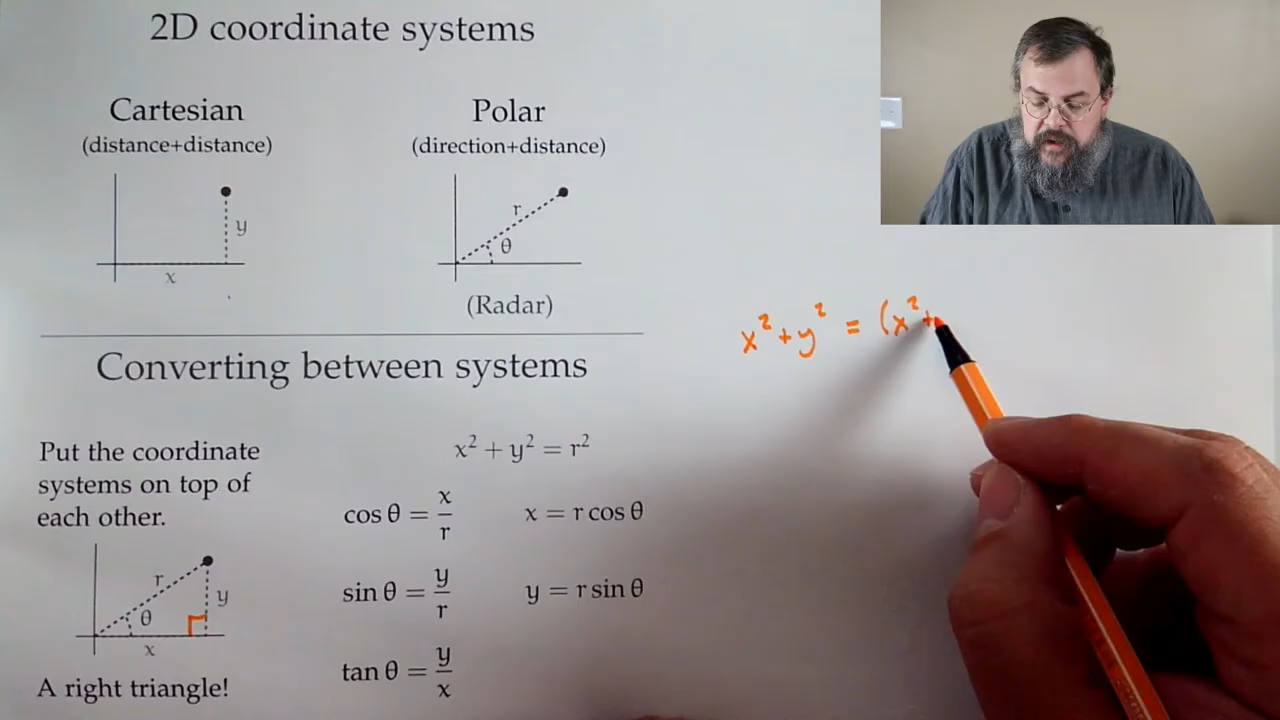 2D coordinate systems
Cartesian
(distance+distance)
y
x
Polar
(direction+distance)
r
θ
(Radar)
x² + y² = (x² +
Converting between systems
Put the coordinate
systems on top of
each other.
r
θ
y
x
A right triangle!
x² + y² = r²
cos θ = x/r
x = r cos θ
sin θ = y/r
y = r sin θ
tan θ = y/x